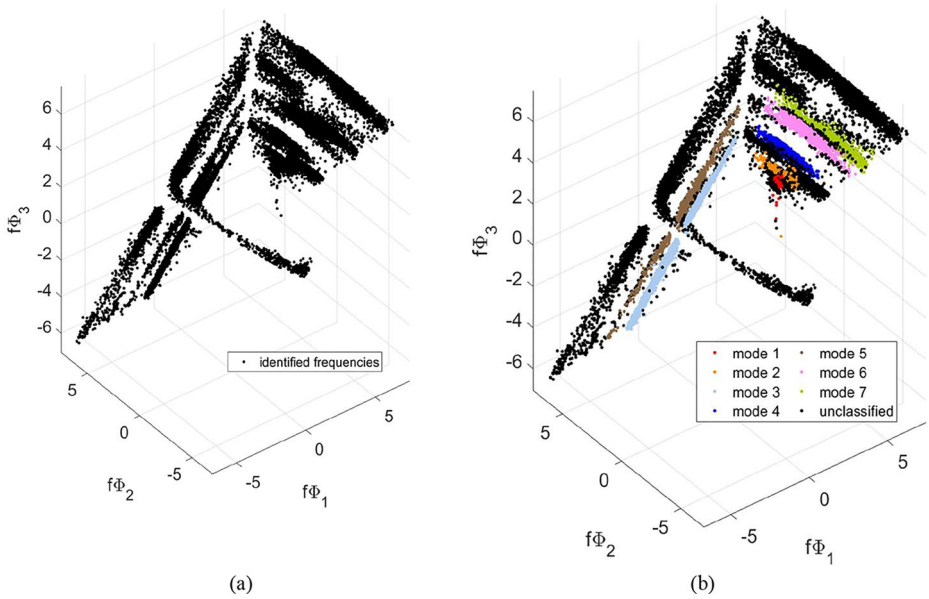 6
4
2
0
-2
-4
-6
fΦ3
5
0
-5
fΦ2
-5
0
5
fΦ1
identified frequencies
(a)
6
4
2
0
-2
-4
-6
fΦ3
5
0
-5
fΦ2
-5
0
5
fΦ1
mode 1
mode 2
mode 3
mode 4
mode 5
mode 6
mode 7
unclassified
(b)